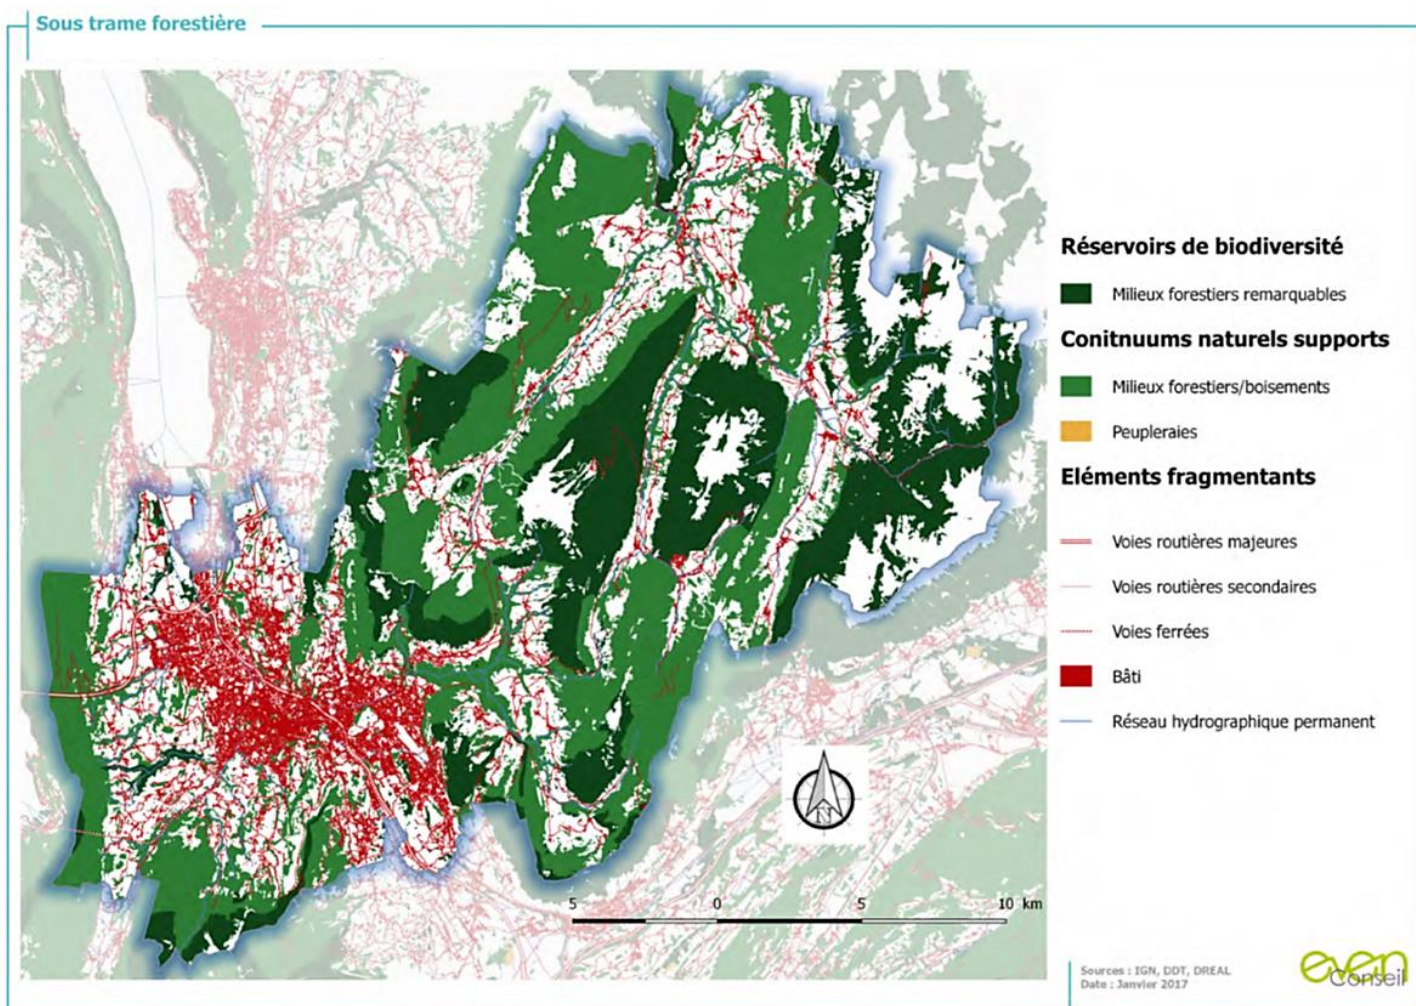 Sous trame forestière
Réservoirs de biodiversité
Milieux forestiers remarquables
Conitnuums naturels supports
Milieux forestiers/boisements
Peupleraies
Eléments fragmentants
Voies routières majeures
Voies routières secondaires
Voies ferrées
Bâti
Réseau hydrographique permanent
N
5 0 5 10 km
Sources : IGN, DDT, DREAL
Date : Janvier 2017
even
Conseil